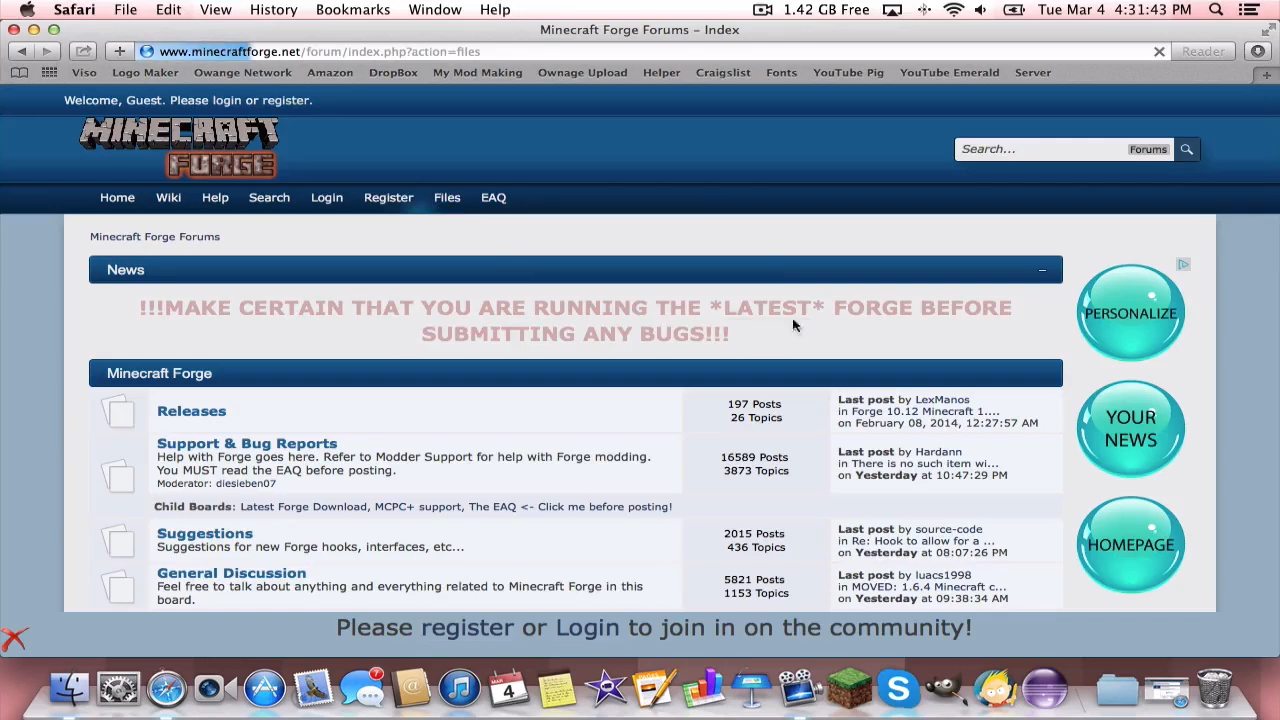 Safari File Edit View History Bookmarks Window Help 1.42 GB Free Tue Mar 4 4:31:43 PM
Minecraft Forge Forums – Index
www.minecraftforge.net/forum/index.php?action=files Reader
Viso Logo Maker Owange Network Amazon DropBox My Mod Making Ownage Upload Helper Craigslist Fonts YouTube Pig YouTube Emerald Server
Welcome, Guest. Please login or register.
MINECRAFT
FORGE
Search... Forums
Home Wiki Help Search Login Register Files EAQ
Minecraft Forge Forums
News
!!!MAKE CERTAIN THAT YOU ARE RUNNING THE *LATEST* FORGE BEFORE
SUBMITTING ANY BUGS!!!
PERSONALIZE
Minecraft Forge
Releases
197 Posts
26 Topics
Last post by LexManos
in Forge 10.12 Minecraft 1....
on February 08, 2014, 12:27:57 AM
YOUR
NEWS
Support & Bug Reports
Help with Forge goes here. Refer to Modder Support for help with Forge modding.
You MUST read the EAQ before posting.
Moderator: diesieben07
16589 Posts
3873 Topics
Last post by Hardann
in There is no such item wi...
on Yesterday at 10:47:29 PM
Child Boards: Latest Forge Download, MCPC+ support, The EAQ <- Click me before posting!
Suggestions
Suggestions for new Forge hooks, interfaces, etc...
2015 Posts
436 Topics
Last post by source-code
in Re: Hook to allow for a ...
on Yesterday at 08:07:26 PM
HOMEPAGE
General Discussion
Feel free to talk about anything and everything related to Minecraft Forge in this
board.
5821 Posts
1153 Topics
Last post by luacs1998
in MOVED: 1.6.4 Minecraft c...
on Yesterday at 09:38:34 AM
Please register or Login to join in on the community!
7
MAR
4